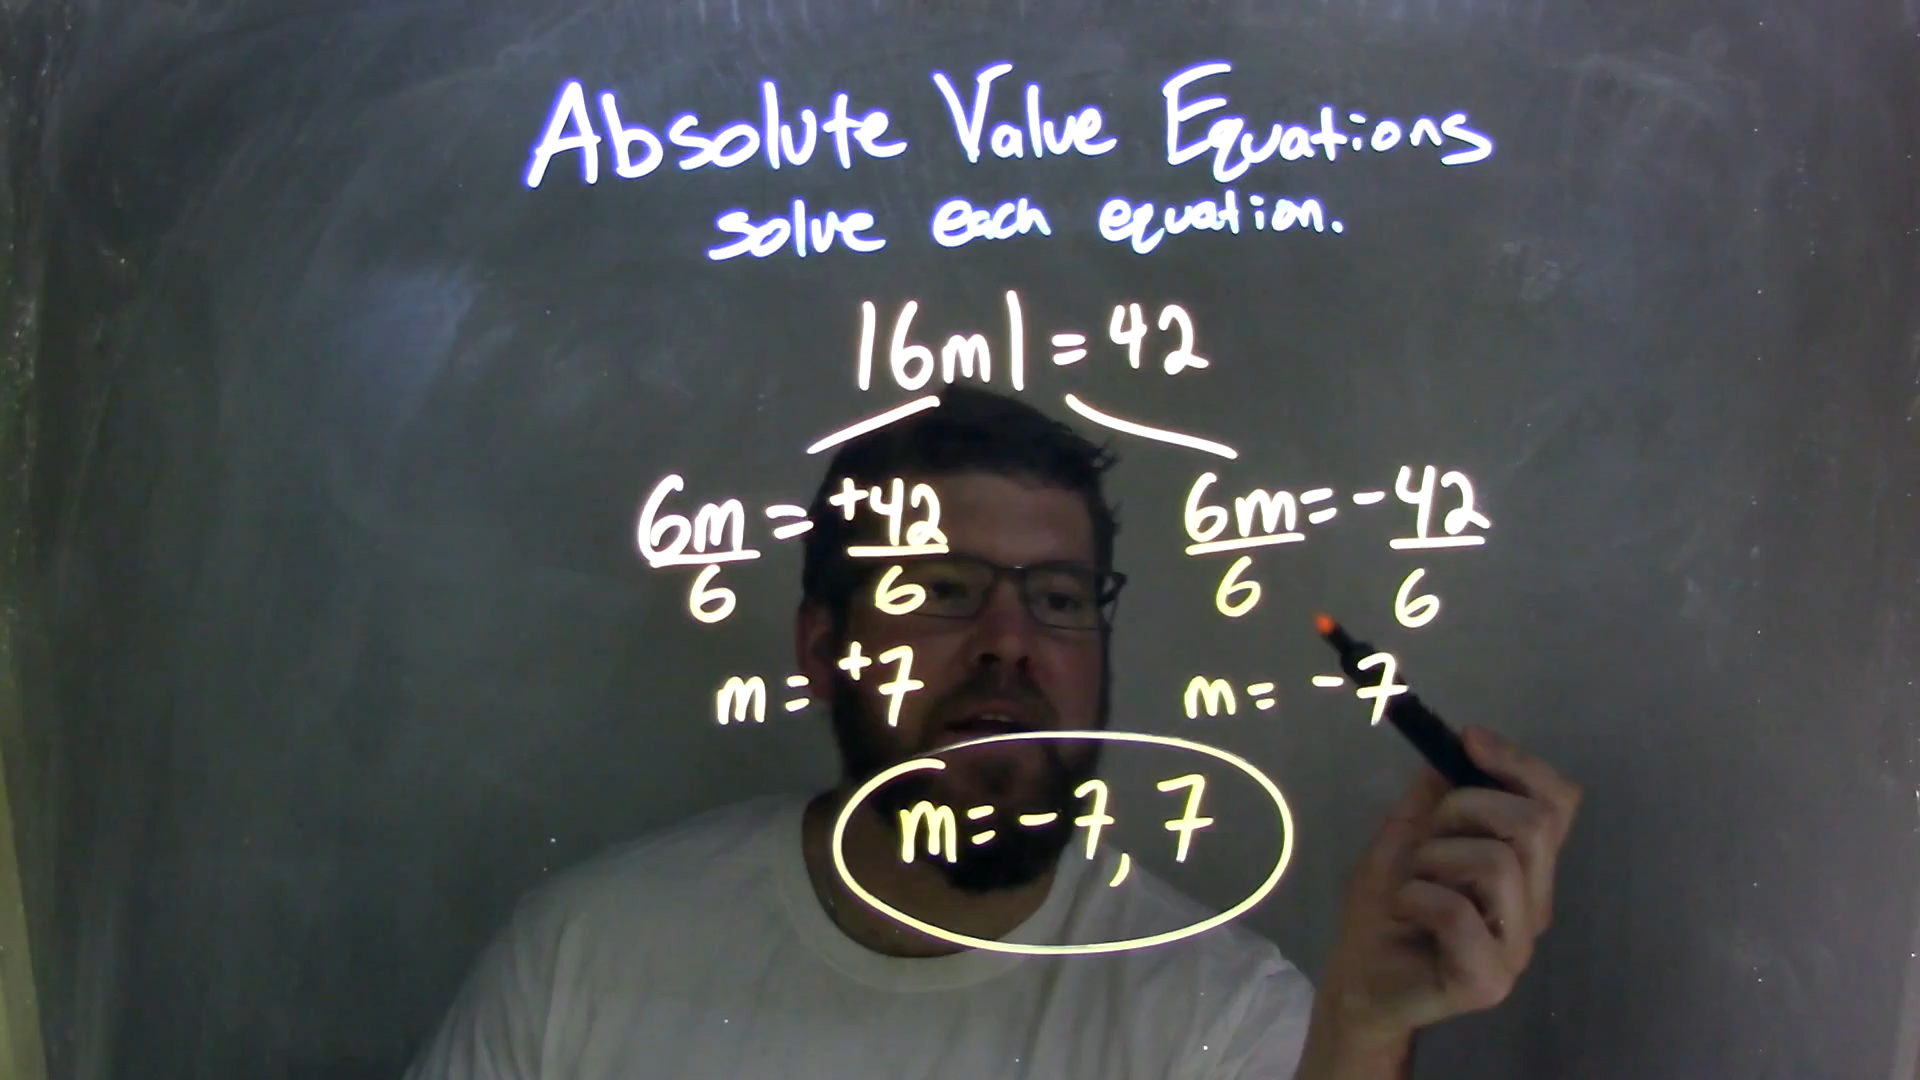 Absolute Value Equations
solve each equation.
|6m| = 42
6m = +42
6 6
m = +7
6m = -42
6 6
m = -7
m = -7, 7